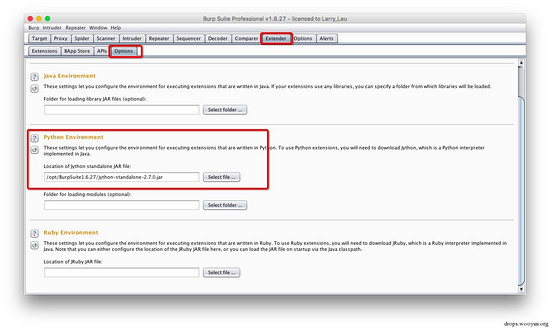 Burp Suite Professional v1.6.27 - licensed to Larry_Lau
Burp Intruder Repeater Window Help
Target Proxy Spider Scanner Intruder Repeater Sequencer Decoder Comparer Extender Options Alerts
Extensions BApp Store APIs Options
Java Environment
These settings let you configure the environment for executing extensions that are written in Java. If your extensions use any libraries, you can specify a folder from which libraries will be loaded.
Folder for loading library JAR files (optional):
Select folder ...
Python Environment
These settings let you configure the environment for executing extensions that are written in Python. To use Python extensions, you will need to download Jython, which is a Python interpreter
implemented in Java.
Location of Jython standalone JAR file:
/opt/BurpSuite1.6.27/jython-standalone-2.7.0.jar Select file ...
Folder for loading modules (optional):
Select folder ...
Ruby Environment
These settings let you configure the environment for executing extensions that are written in Ruby. To use Ruby extensions, you will need to download JRuby, which is a Ruby interpreter implemented in
Java. Note that you can either configure the location of the JRuby JAR file here, or you can load the JAR file on startup via the Java classpath.
Location of JRuby JAR file:
Select file ...
drops.wooyun.org